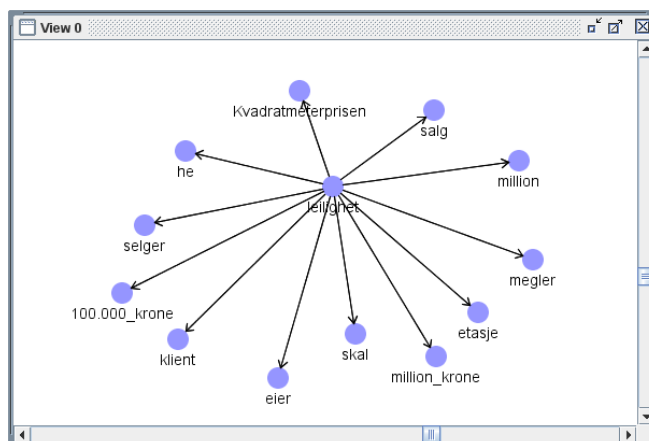 View 0
Kvadratmeterprisen
salg
he
million
leilighet
selger
megler
100.000_krone
etasje
klient
skal
million_krone
eier